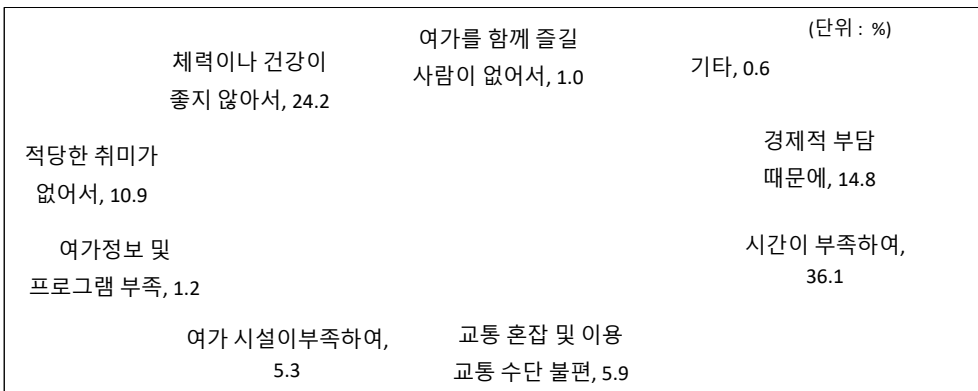 (단위 : %)
여가를 함께 즐길
사람이 없어서, 1.0
기타, 0.6
체력이나 건강이
좋지 않아서, 24.2
경제적 부담
때문에, 14.8
적당한 취미가
없어서, 10.9
시간이 부족하여,
36.1
여가정보 및
프로그램 부족, 1.2
여가 시설이부족하여,
5.3
교통 혼잡 및 이용
교통 수단 불편, 5.9